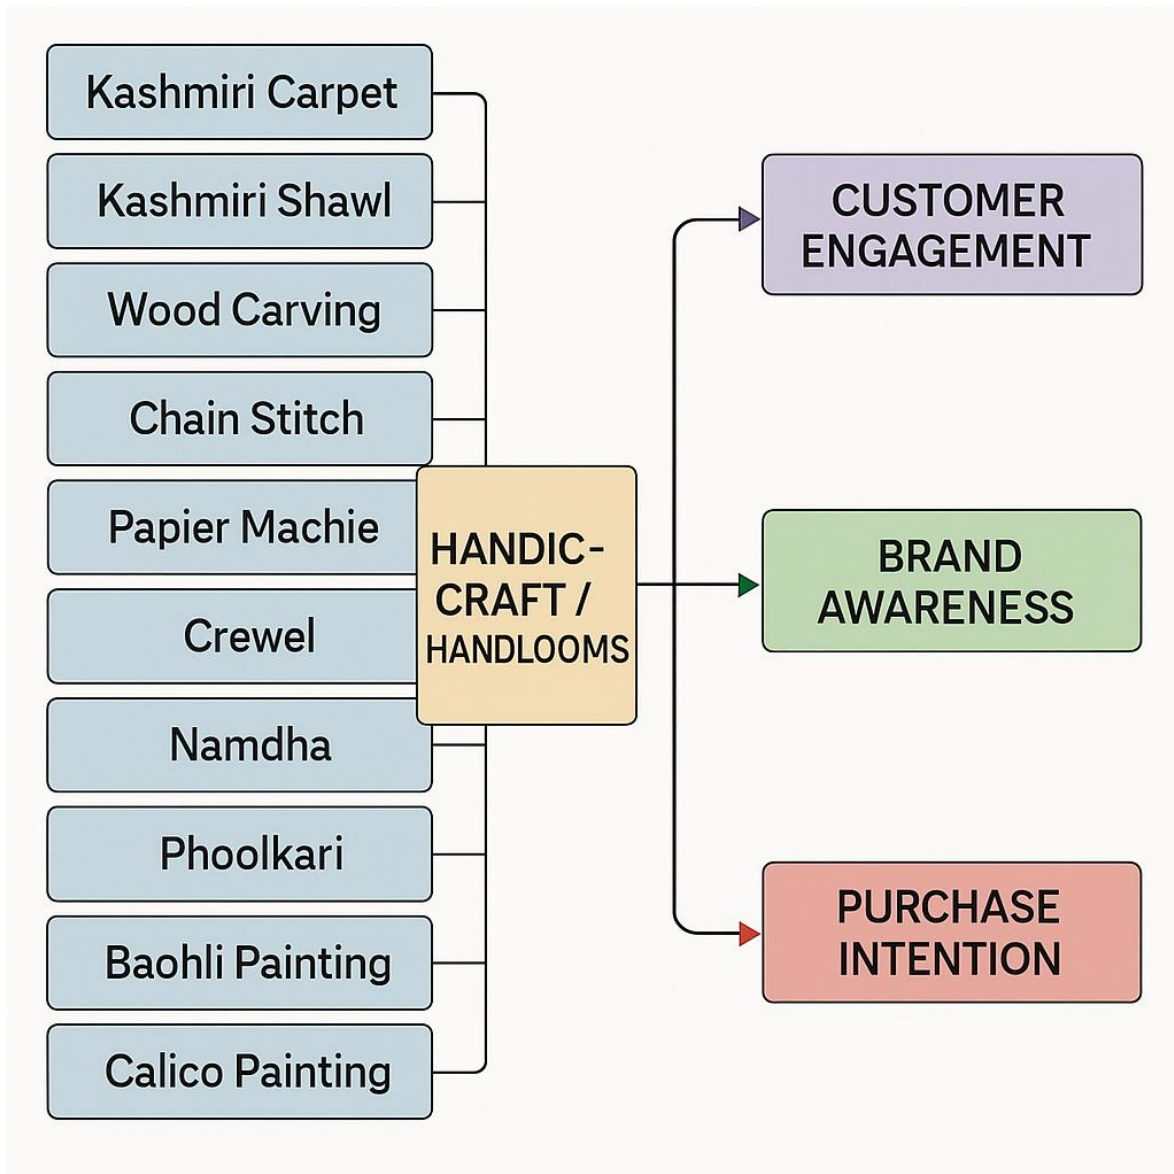 Kashmiri Carpet
Kashmiri Shawl
Wood Carving
Chain Stitch
Papier Machie
Crewel
Namdha
Phoolkari
Baohli Painting
Calico Painting
HANDIC-
CRAFT /
HANDLOOMS
CUSTOMER
ENGAGEMENT
BRAND
AWARENESS
PURCHASE
INTENTION